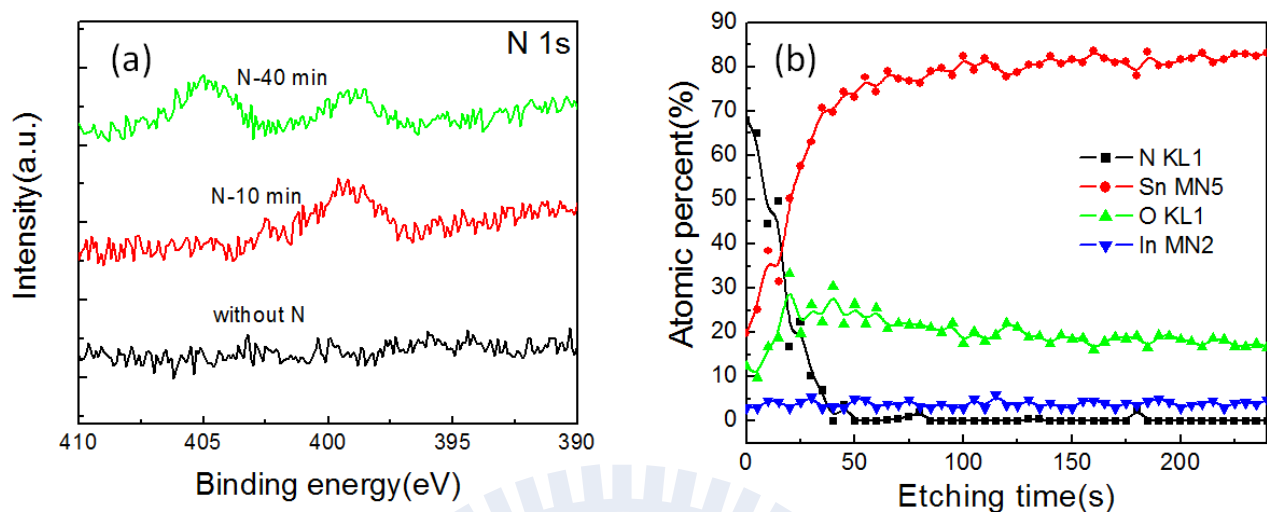 (a)
N 1s
N-40 min
N-10 min
without N
Intensity(a.u.)
410
405
400
395
390
Binding energy(eV)
(b)
N KL1
Sn MN5
O KL1
In MN2
Atomic percent(%)
90
80
70
60
50
40
30
20
10
0
0
50
100
150
200
Etching time(s)